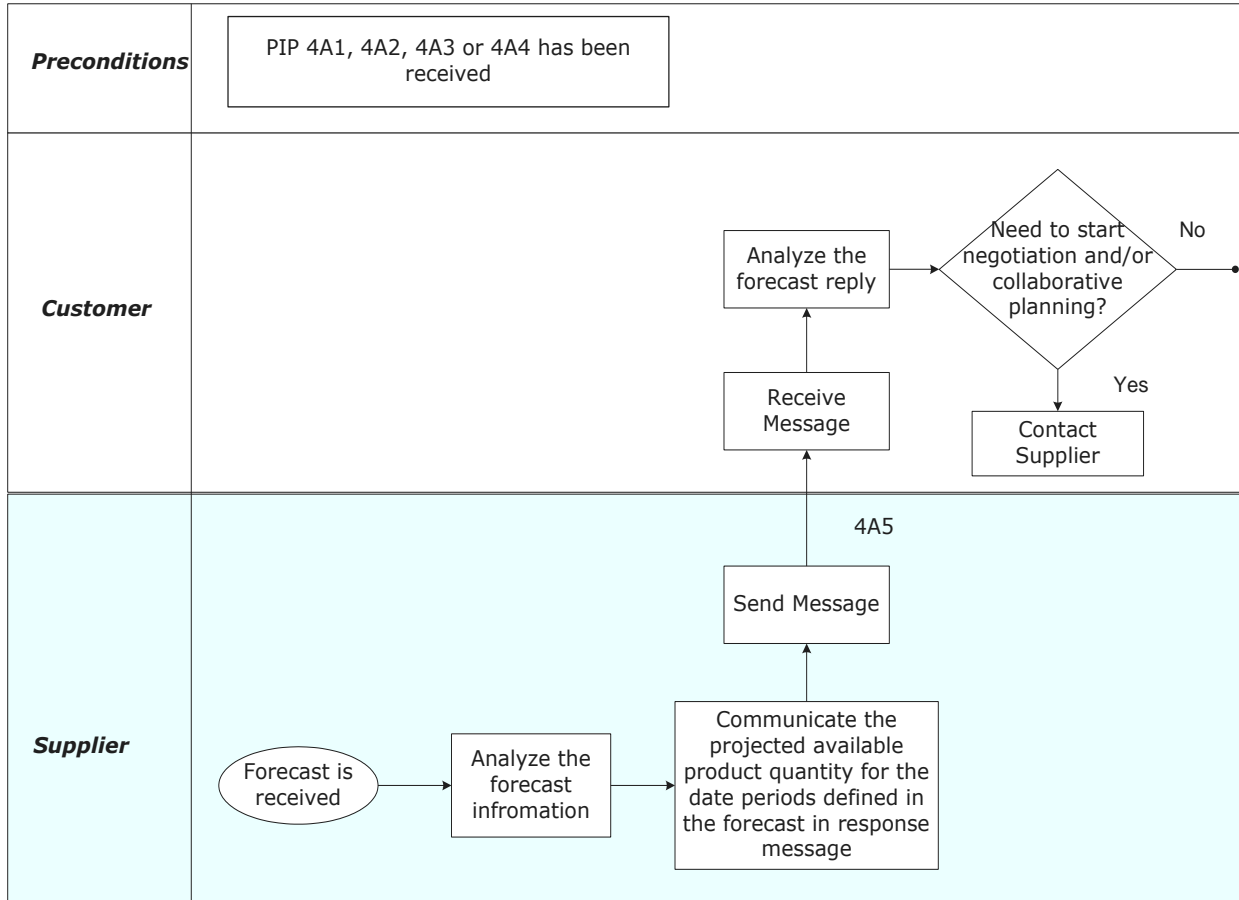 Preconditions
PIP 4A1, 4A2, 4A3 or 4A4 has been
received
Customer
Analyze the
forecast reply
Need to start
negotiation and/or
collaborative
planning?
No
Yes
Receive
Message
Contact
Supplier
4A5
Supplier
Send Message
Forecast is
received
Analyze the
forecast
infromation
Communicate the
projected available
product quantity for the
date periods defined in
the forecast in response
message